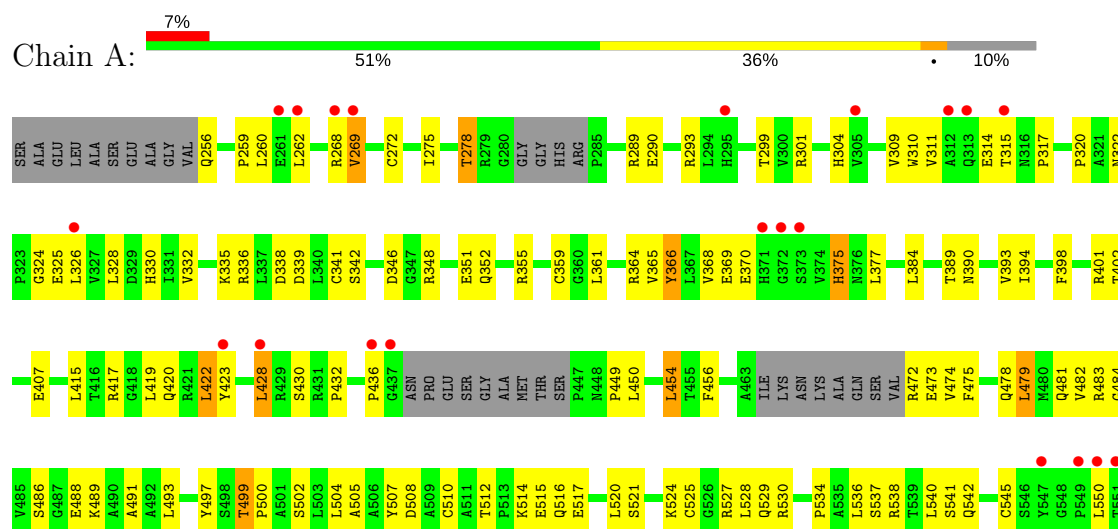 7%
Chain A:
51% 36% • 10%
SER ALA GLU LEU ALA SER GLU ALA GLY VAL Q256 P259 L260 E261 L262 R268 V269 C272 I275 T278 R279 G280 GLY GLY HIS ARG P285 R289 E290 R293 L294 H295 T299 V300 R301 H304 V305 V309 W310 V311 A312 Q313 E314 T315 N316 P317 P320 A321 N322
P323 G324 E325 L326 V327 L328 D329 H330 I331 V332 K335 R336 L337 D338 D339 L340 C341 S342 D346 G347 R348 E351 Q352 R355 C359 G360 L361 R364 V365 Y366 L367 V368 E369 E370 H371 G372 S373 V374 H375 N376 L377 L384 T389 N390 V393 I394 F398 R401 T402
E407 L415 T416 R417 G418 L419 Q420 R421 L422 Y423 L428 R429 S430 R431 P432 P436 G437 ASN PRO GLU SER GLY ALA MET THR SER P447 N448 P449 L450 L454 T455 F456 A463 ILE LYS ASN LYS ALA GLN SER VAL R472 E473 V474 F475 Q478 L479 M480 Q481 V482 R483
V485 S486 G487 E488 K489 A490 A491 A492 L493 Y497 S498 T499 P500 A501 S502 L503 L504 A505 A506 Y507 D508 A509 C510 A511 T512 P513 K514 E515 Q516 E517 L520 S521 K524 C525 G526 R527 L528 Q529 R530 P534 A535 L536 S537 R538 T539 L540 S541 Q542 C545 S546 Y547 G548 P549 L550